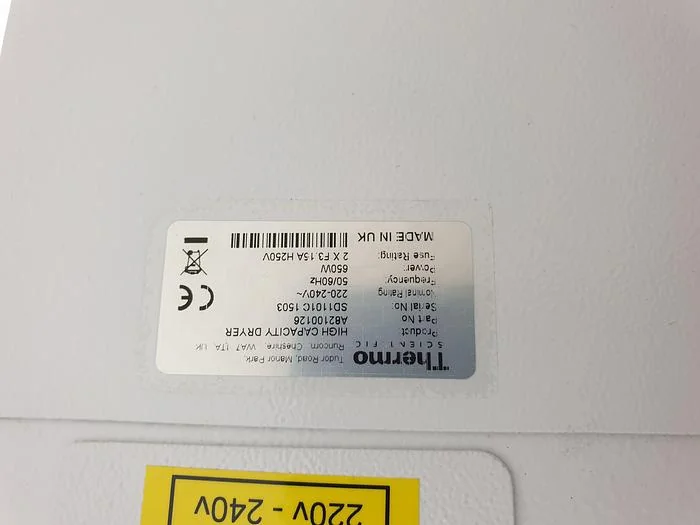 Thermo
SCIENTIFIC
Tudor Road, Manor Park,
Runcorn, Cheshire, WA7 1TA, UK
Product HIGH CAPACITY DRYER
Part No A82100126
Serial No: SD1101C 1503
Nominal Rating 220-240V~
Frequency: 50/60Hz
Power: 650W
Fuse Rating: 2 X F3.15A H250V
MADE IN UK
CE
220v - 240v